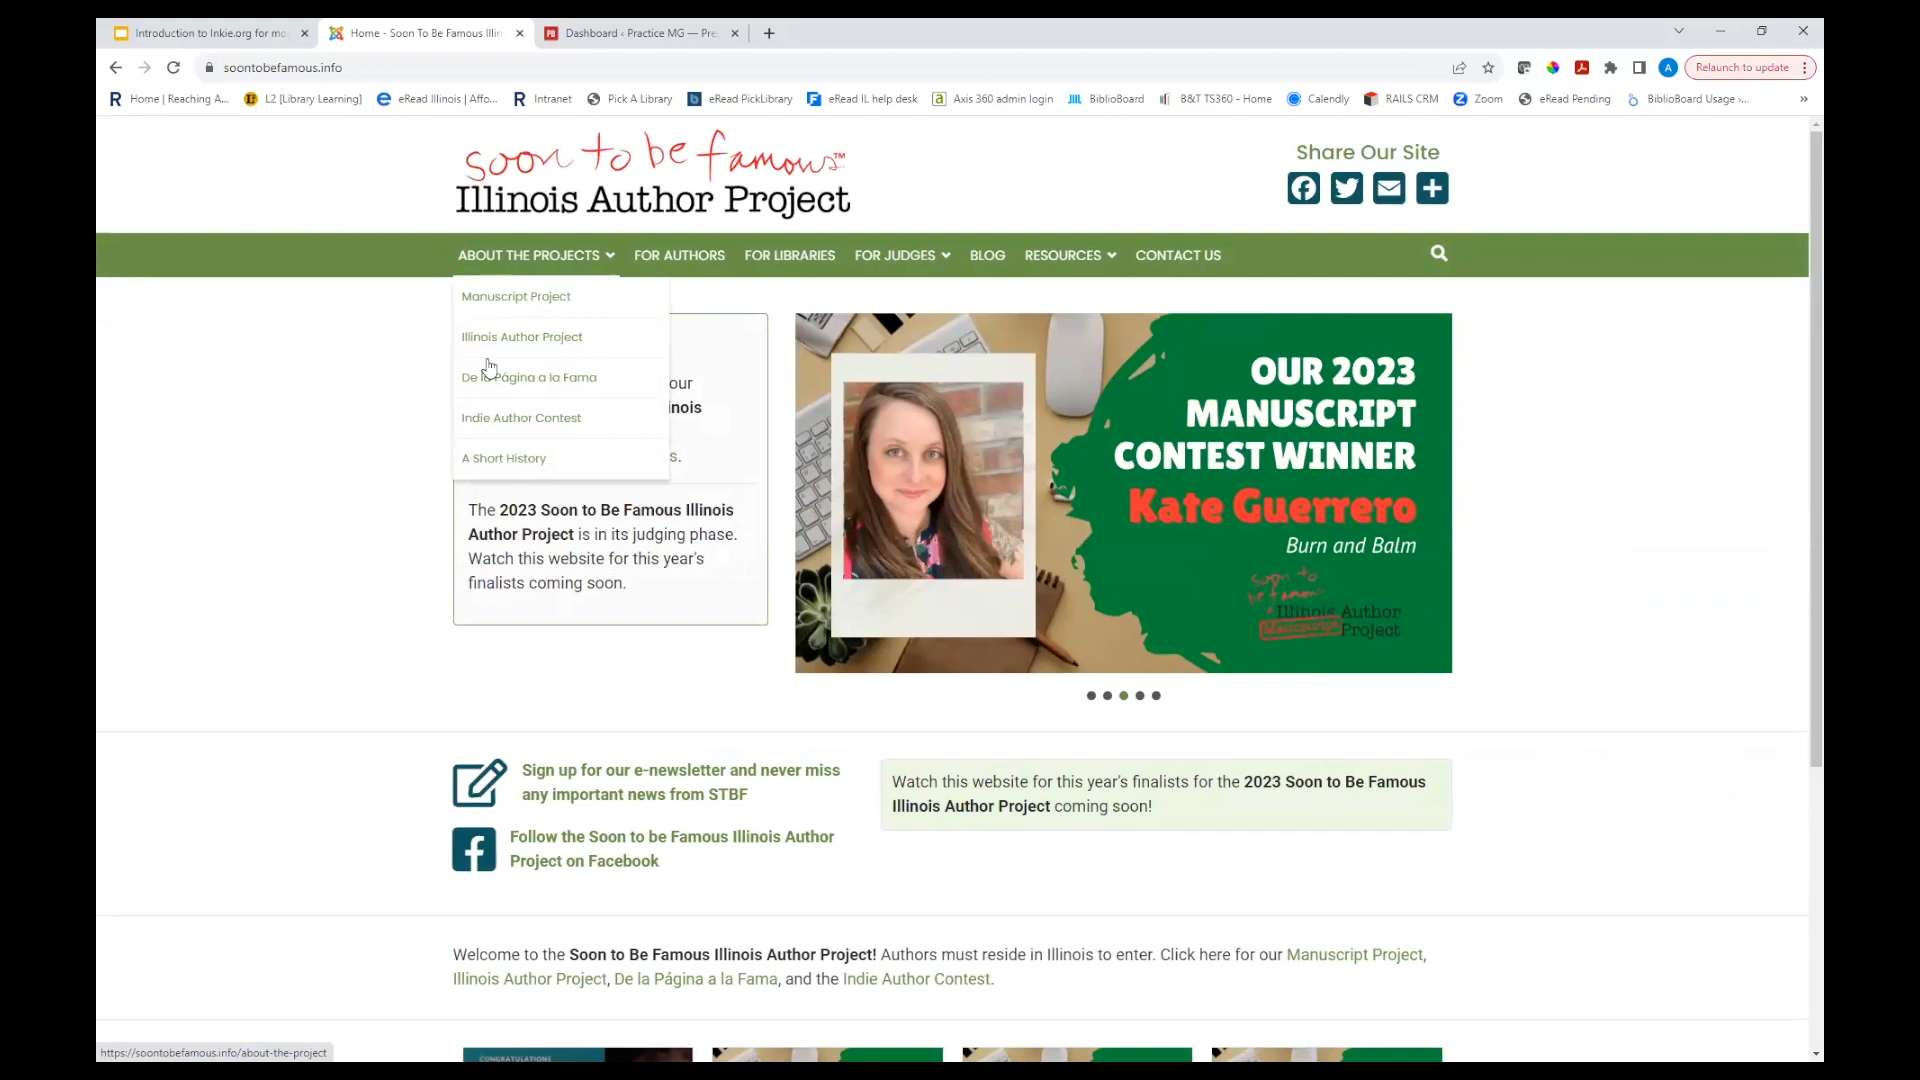 Introduction to Inkie.org for mo
Home - Soon To Be Famous Illin
Dashboard ‹ Practice MG — Pre
soontobefamous.info
Relaunch to update
Home | Reaching A...
L2 [Library Learning]
eRead Illinois | Affo...
Intranet
Pick A Library
eRead PickLibrary
eRead IL help desk
Axis 360 admin login
BiblioBoard
B&T TS360 - Home
Calendly
RAILS CRM
Zoom
eRead Pending
BiblioBoard Usage ›...
»
soon to be famous™
Illinois Author Project
Share Our Site
ABOUT THE PROJECTS
FOR AUTHORS
FOR LIBRARIES
FOR JUDGES
BLOG
RESOURCES
CONTACT US
Manuscript Project
Illinois Author Project
De la Página a la Fama
Indie Author Contest
A Short History
our
inois
s.
The 2023 Soon to Be Famous Illinois
Author Project is in its judging phase.
Watch this website for this year's
finalists coming soon.
OUR 2023
MANUSCRIPT
CONTEST WINNER
Kate Guerrero
Burn and Balm
soon to
be famous
Illinois Author
Manuscript Project
Sign up for our e-newsletter and never miss
any important news from STBF
Follow the Soon to be Famous Illinois Author
Project on Facebook
Watch this website for this year's finalists for the 2023 Soon to Be Famous
Illinois Author Project coming soon!
Welcome to the Soon to Be Famous Illinois Author Project! Authors must reside in Illinois to enter. Click here for our Manuscript Project,
Illinois Author Project, De la Página a la Fama, and the Indie Author Contest.
CONGRATULATIONS
https://soontobefamous.info/about-the-project